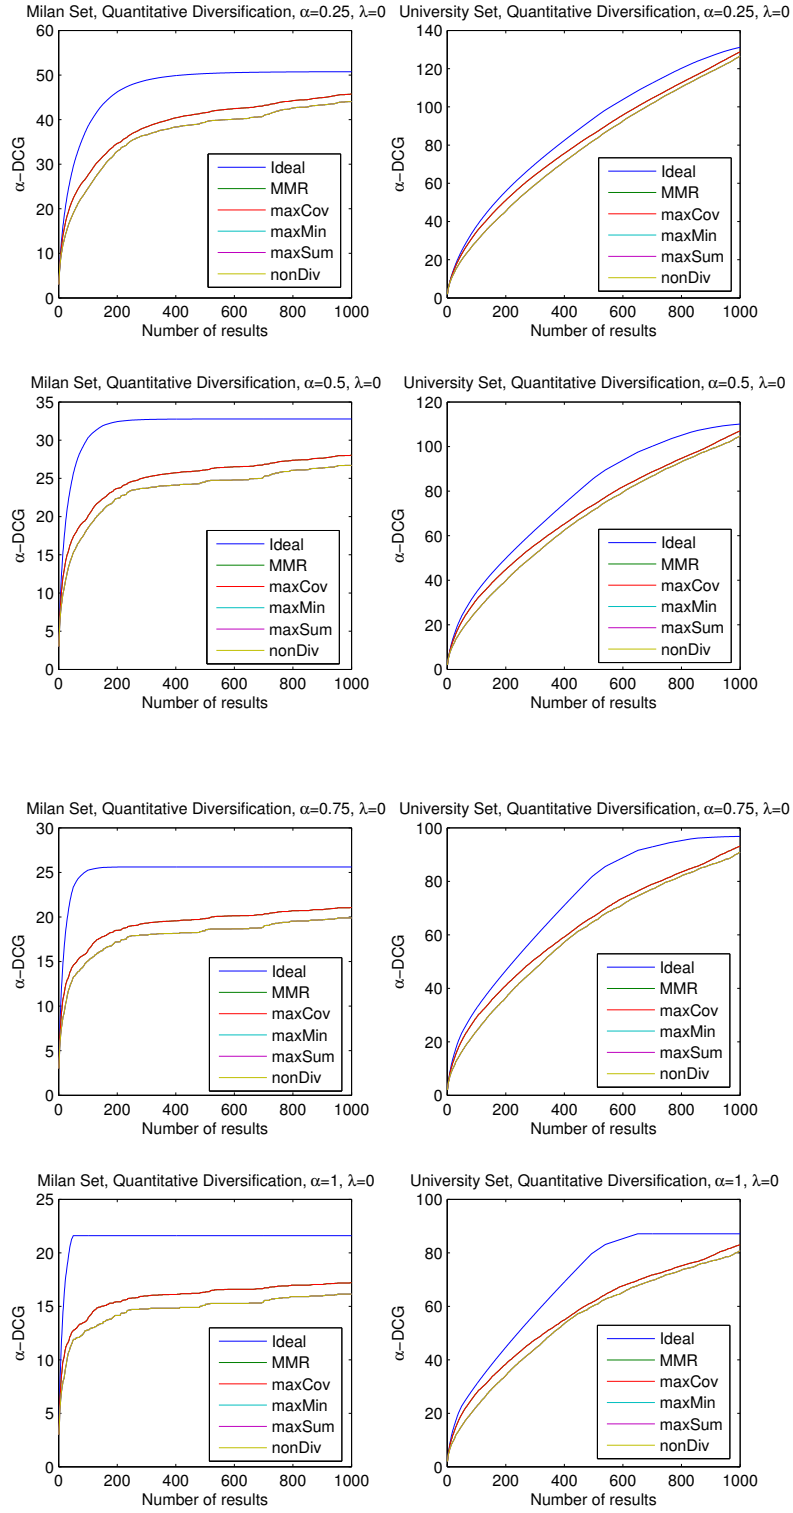 Milan Set, Quantitative Diversification, α=0.25, λ=0
60
50
40
30
20
10
0
α−DCG
Ideal
MMR
maxCov
maxMin
maxSum
nonDiv
0 200 400 600 800 1000
Number of results
University Set, Quantitative Diversification, α=0.25, λ=0
140
120
100
80
60
40
20
0
α−DCG
Ideal
MMR
maxCov
maxMin
maxSum
nonDiv
0 200 400 600 800 1000
Number of results
Milan Set, Quantitative Diversification, α=0.5, λ=0
35
30
25
20
15
10
5
0
α−DCG
Ideal
MMR
maxCov
maxMin
maxSum
nonDiv
0 200 400 600 800 1000
Number of results
University Set, Quantitative Diversification, α=0.5, λ=0
120
100
80
60
40
20
0
α−DCG
Ideal
MMR
maxCov
maxMin
maxSum
nonDiv
0 200 400 600 800 1000
Number of results
Milan Set, Quantitative Diversification, α=0.75, λ=0
30
25
20
15
10
5
0
α−DCG
Ideal
MMR
maxCov
maxMin
maxSum
nonDiv
0 200 400 600 800 1000
Number of results
University Set, Quantitative Diversification, α=0.75, λ=0
100
80
60
40
20
0
α−DCG
Ideal
MMR
maxCov
maxMin
maxSum
nonDiv
0 200 400 600 800 1000
Number of results
Milan Set, Quantitative Diversification, α=1, λ=0
25
20
15
10
5
0
α−DCG
Ideal
MMR
maxCov
maxMin
maxSum
nonDiv
0 200 400 600 800 1000
Number of results
University Set, Quantitative Diversification, α=1, λ=0
100
80
60
40
20
0
α−DCG
Ideal
MMR
maxCov
maxMin
maxSum
nonDiv
0 200 400 600 800 1000
Number of results